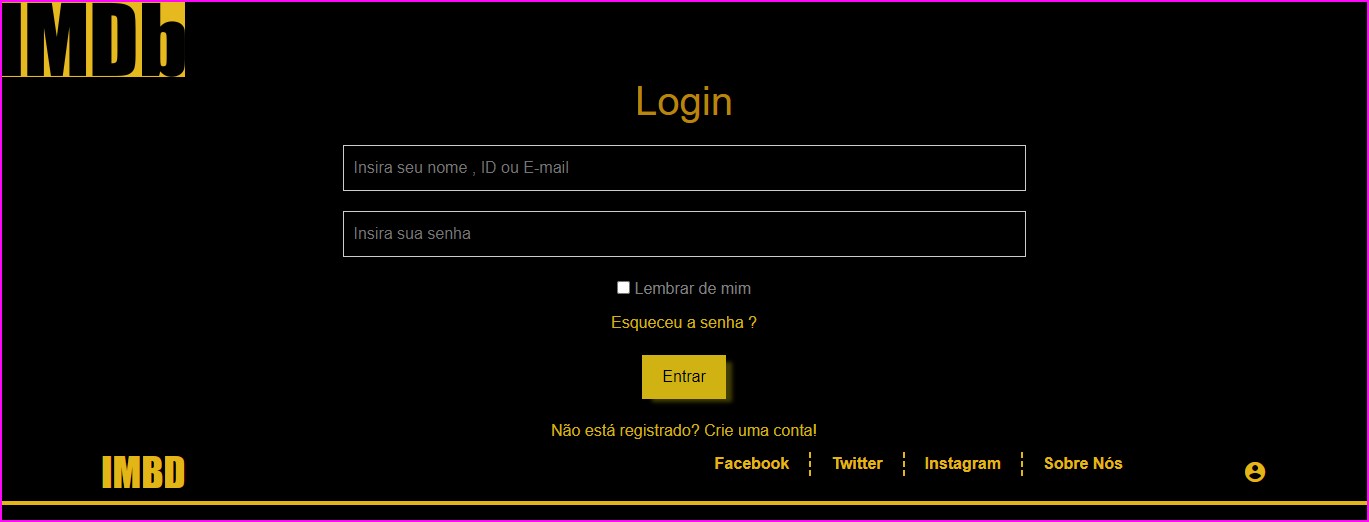 IMDb
Login
Insira seu nome , ID ou E-mail
Insira sua senha
Lembrar de mim
Esqueceu a senha ?
Entrar
Não está registrado? Crie uma conta!
IMBD Facebook Twitter Instagram Sobre Nós